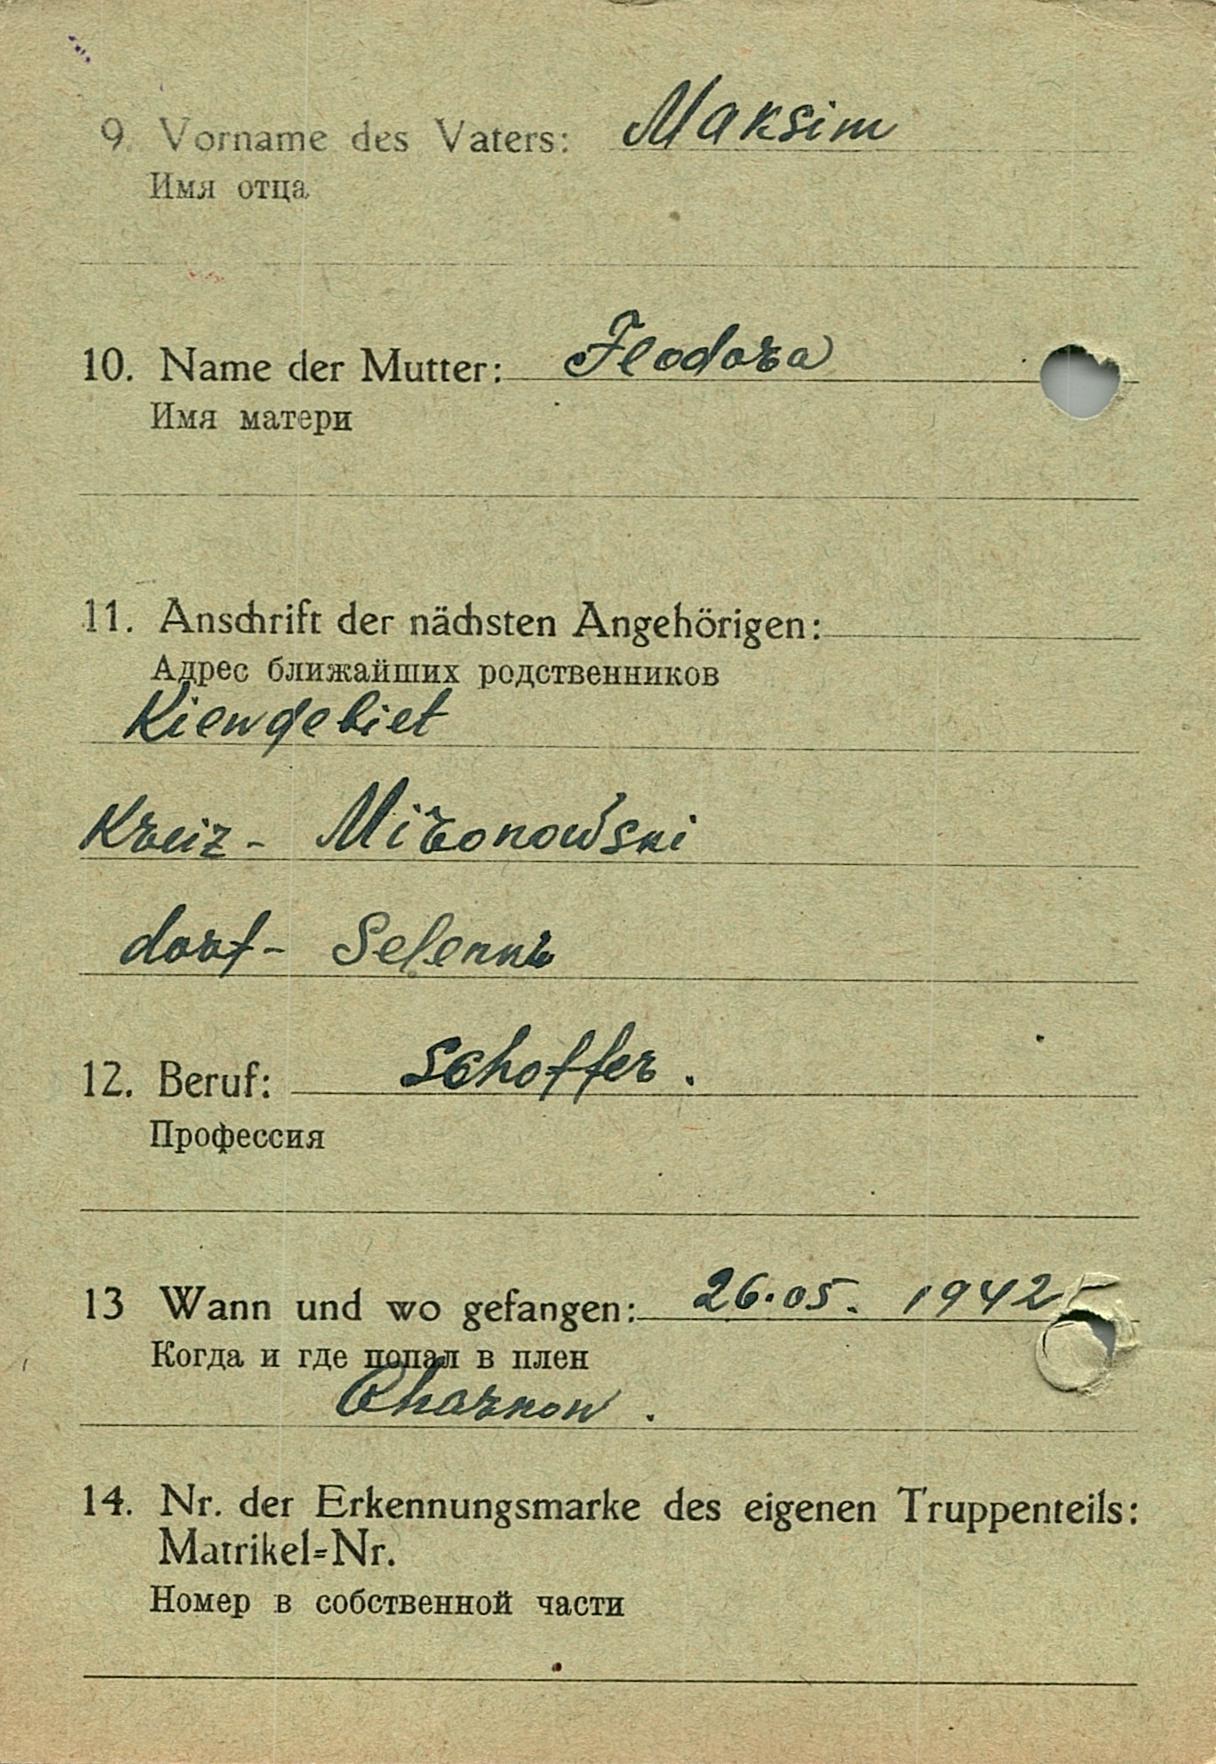 9. Vorname des Vaters: Maksim
Имя отца
10. Name der Mutter: Feodora
Имя матери
11. Anschrift der nächsten Angehörigen:
Адрес ближайших родственников
Kiewgebiet
Kreiz - Mironowski
dorf -
12. Beruf: Schoffer.
Профессия
13 Wann und wo gefangen: 26.05. 1942
Когда и где попал в плен
Charkow.
14. Nr. der Erkennungsmarke des eigenen Truppenteils:
Matrikel-Nr.
Номер в собственной части